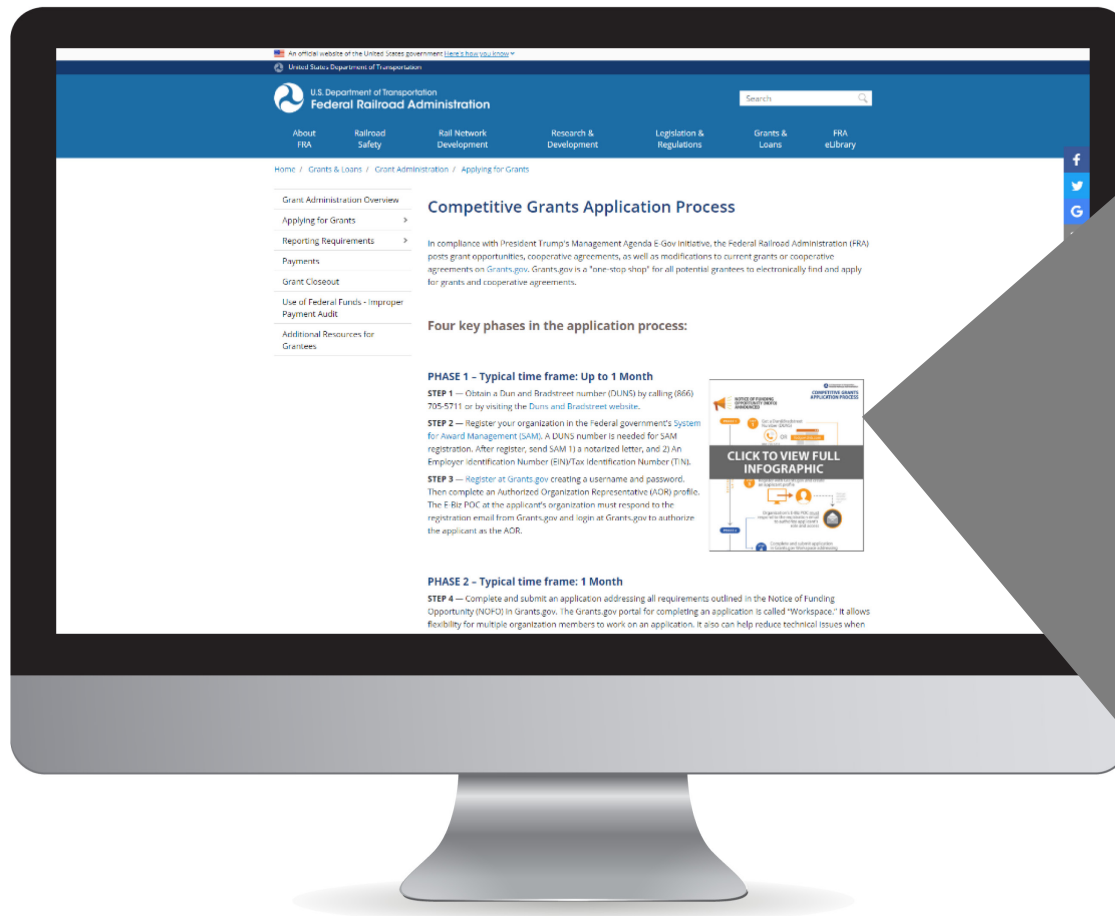 An official website of the United States government Here's how you know
United States Department of Transportation
U.S. Department of Transportation
Federal Railroad Administration
Search
About FRA
Railroad Safety
Rail Network Development
Research & Development
Legislation & Regulations
Grants & Loans
FRA eLibrary
Home / Grants & Loans / Grant Administration / Applying for Grants
Grant Administration Overview
Applying for Grants >
Reporting Requirements >
Payments
Grant Closeout
Use of Federal Funds - Improper
Payment Audit
Additional Resources for
Grantees
Competitive Grants Application Process
In compliance with President Trump's Management Agenda E-Gov Initiative, the Federal Railroad Administration (FRA)
posts grant opportunities, cooperative agreements, as well as modifications to current grants or cooperative
agreements on Grants.gov. Grants.gov is a "one-stop shop" for all potential grantees to electronically find and apply
for grants and cooperative agreements.
Four key phases in the application process:
PHASE 1 – Typical time frame: Up to 1 Month
STEP 1 — Obtain a Dun and Bradstreet number (DUNS) by calling (866)
705-5711 or by visiting the Duns and Bradstreet website.
STEP 2 — Register your organization in the Federal government's System
for Award Management (SAM). A DUNS number is needed for SAM
registration. After register, send SAM 1) a notarized letter, and 2) An
Employer Identification Number (EIN)/Tax Identification Number (TIN).
STEP 3 — Register at Grants.gov creating a username and password.
Then complete an Authorized Organization Representative (AOR) profile.
The E-Biz POC at the applicant's organization must respond to the
registration email from Grants.gov and login at Grants.gov to authorize
the applicant as the AOR.
COMPETITIVE GRANTS
APPLICATION PROCESS
NOTICE OF FUNDING
OPPORTUNITY (NOFO)
ANNOUNCED
OR
CLICK TO VIEW FULL
INFOGRAPHIC
PHASE 2 – Typical time frame: 1 Month
STEP 4 — Complete and submit an application addressing all requirements outlined in the Notice of Funding
Opportunity (NOFO) in Grants.gov. The Grants.gov portal for completing an application is called "Workspace." It allows
flexibility for multiple organization members to work on an application. It also can help reduce technical issues when